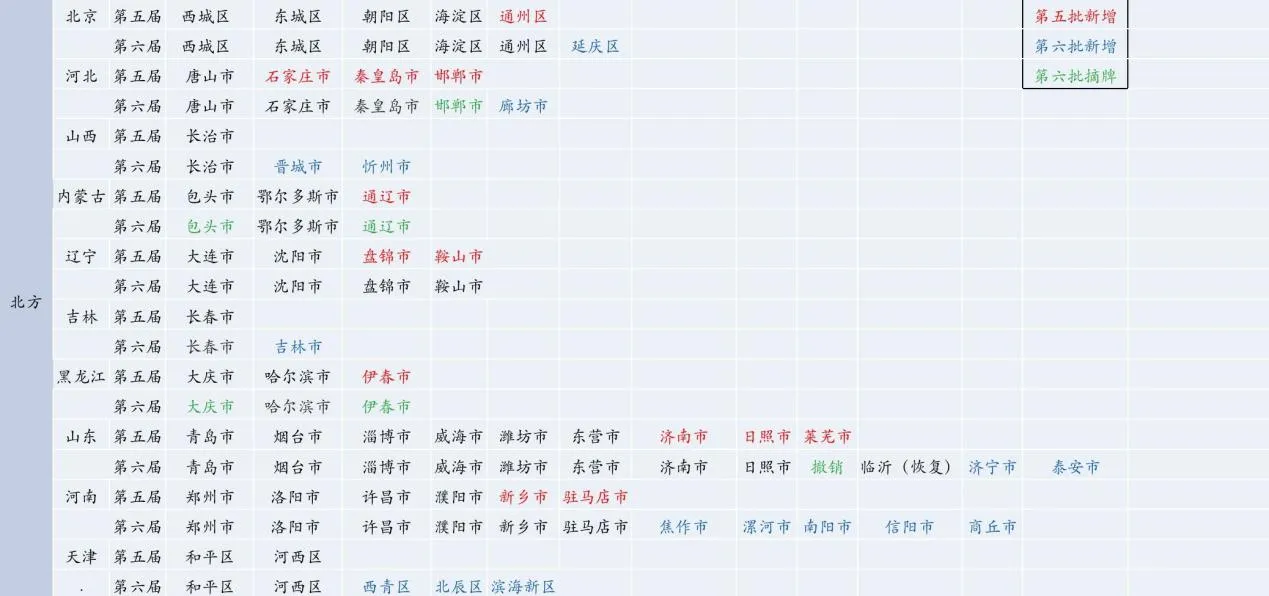 北京 第五届 西城区 东城区 朝阳区 海淀区 通州区 第五批新增
第六届 西城区 东城区 朝阳区 海淀区 通州区 延庆区 第六批新增
河北 第五届 唐山市 石家庄市 秦皇岛市 邯郸市 第六批摘牌
第六届 唐山市 石家庄市 秦皇岛市 邯郸市 廊坊市
山西 第五届 长治市
第六届 长治市 晋城市 忻州市
内蒙古 第五届 包头市 鄂尔多斯市 通辽市
第六届 包头市 鄂尔多斯市 通辽市
辽宁 第五届 大连市 沈阳市 盘锦市 鞍山市
第六届 大连市 沈阳市 盘锦市 鞍山市
北方
吉林 第五届 长春市
第六届 长春市 吉林市
黑龙江 第五届 大庆市 哈尔滨市 伊春市
第六届 大庆市 哈尔滨市 伊春市
山东 第五届 青岛市 烟台市 淄博市 威海市 潍坊市 东营市 济南市 日照市 莱芜市
第六届 青岛市 烟台市 淄博市 威海市 潍坊市 东营市 济南市 日照市 撤销 临沂（恢复） 济宁市 泰安市
河南 第五届 郑州市 洛阳市 许昌市 濮阳市 新乡市 驻马店市
第六届 郑州市 洛阳市 许昌市 濮阳市 新乡市 驻马店市 焦作市 漯河市 南阳市 信阳市 商丘市
天津 第五届 和平区 河西区
. 第六届 和平区 河西区 西青区 北辰区 滨海新区